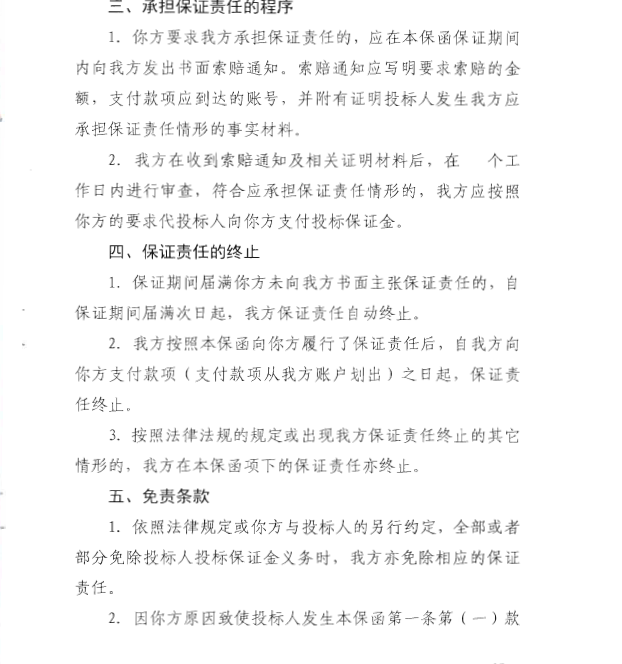 三、承担保证责任的程序
1. 你方要求我方承担保证责任的，应在本保函保证期间
内向我方发出书面索赔通知。索赔通知应写明要求索赔的金
额，支付款项应到达的账号，并附有证明投标人发生我方应
承担保证责任情形的事实材料。
2. 我方在收到索赔通知及相关证明材料后，在　个工
作日内进行审查，符合应承担保证责任情形的，我方应按照
你方的要求代投标人向你方支付投标保证金。
四、保证责任的终止
1. 保证期间届满你方未向我方书面主张保证责任的，自
保证期间届满次日起，我方保证责任自动终止。
2. 我方按照本保函向你方履行了保证责任后，自我方向
你方支付款项（支付款项从我方账户划出）之日起，保证责
任终止。
3. 按照法律法规的规定或出现我方保证责任终止的其它
情形的，我方在本保函项下的保证责任亦终止。
五、免责条款
1. 依照法律规定或你方与投标人的另行约定，全部或者
部分免除投标人投标保证金义务时，我方亦免除相应的保证
责任。
2. 因你方原因致使投标人发生本保函第一条第（一）款